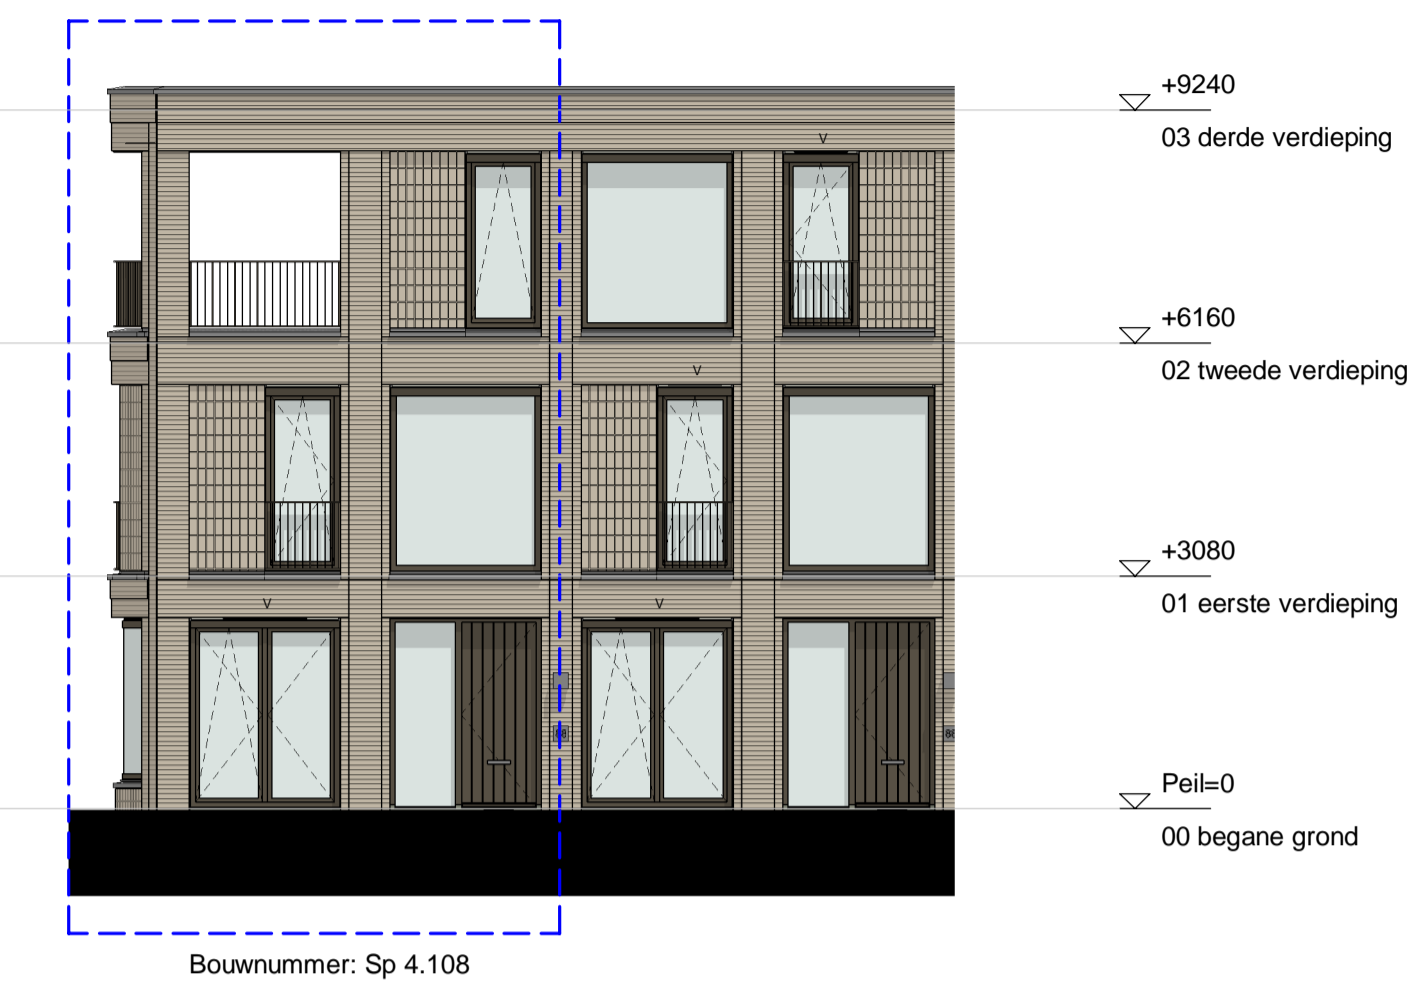 +9240
03 derde verdieping
V
+6160
02 tweede verdieping
V
+3080
01 eerste verdieping
V
V
Peil=0
00 begane grond
Bouwnummer: Sp 4.108